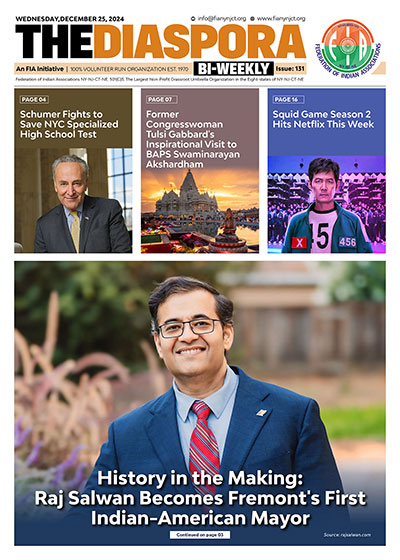 WEDNESDAY,DECEMBER 25, 2024
info@fianynjct.org www.fianynjct.org
THEDIASPORA
An FIA Initiative | 100% VOLUNTEER RUN ORGANIZATION EST. 1970
BI-WEEKLY Issue: 131
FIA
FEDERATION OF INDIAN ASSOCIATIONS
Federation of Indian Associations NY-NJ-CT-NE. 501(C)3. The Largest Non-Profit Diasporic Umbrella Organization in the Eight states of NY-NJ-CT-NE
PAGE 04
Schumer Fights to
Save NYC Specialized
High School Test
PAGE 07
Former
Congresswoman
Tulsi Gabbard's
Inspirational Visit to
BAPS Swaminarayan
Akshardham
PAGE 16
Squid Game Season 2
Hits Netflix This Week
15
456
History in the Making:
Raj Salwan Becomes Fremont's First
Indian-American Mayor
Continued on page 03
Source: rajsalwan.com